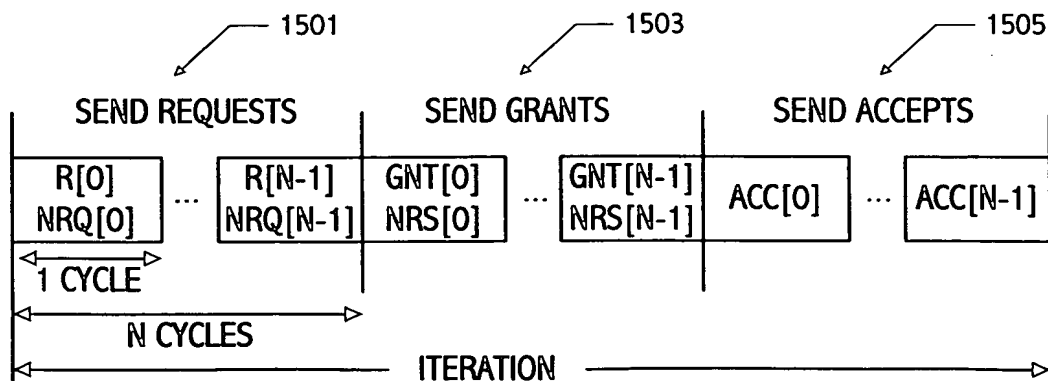 1501
1503
1505
SEND REQUESTS
SEND GRANTS
SEND ACCEPTS
R[0]
NRQ[0]
...
R[N-1]
NRQ[N-1]
GNT[0]
NRS[0]
...
GNT[N-1]
NRS[N-1]
ACC[0]
...
ACC[N-1]
1 CYCLE
N CYCLES
ITERATION